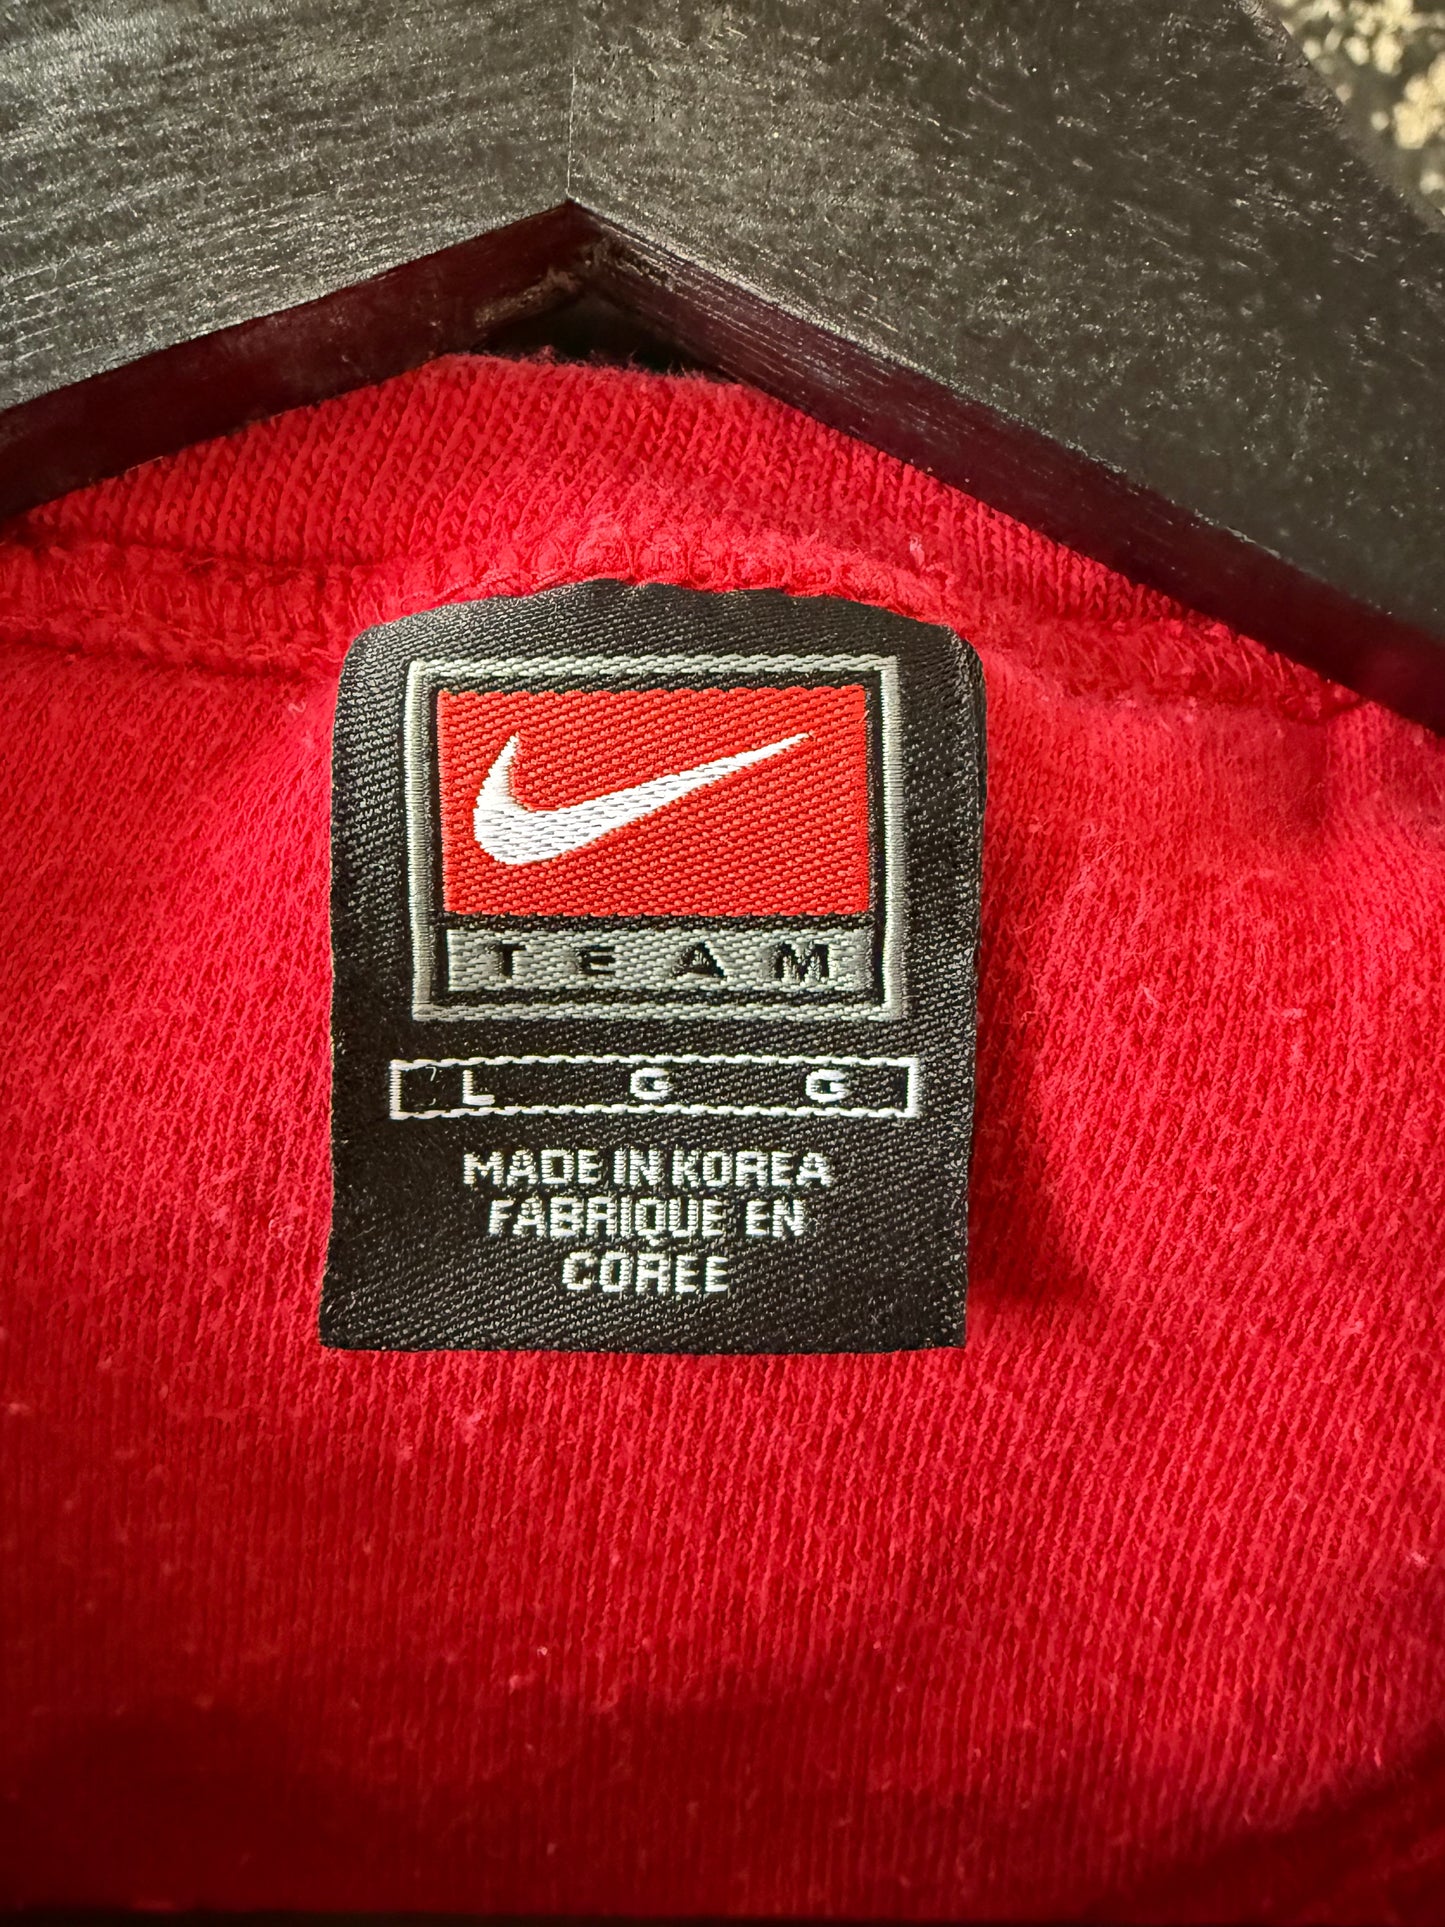 TEAM
L G G
MADE IN KOREA
FABRIQUE EN
COREE